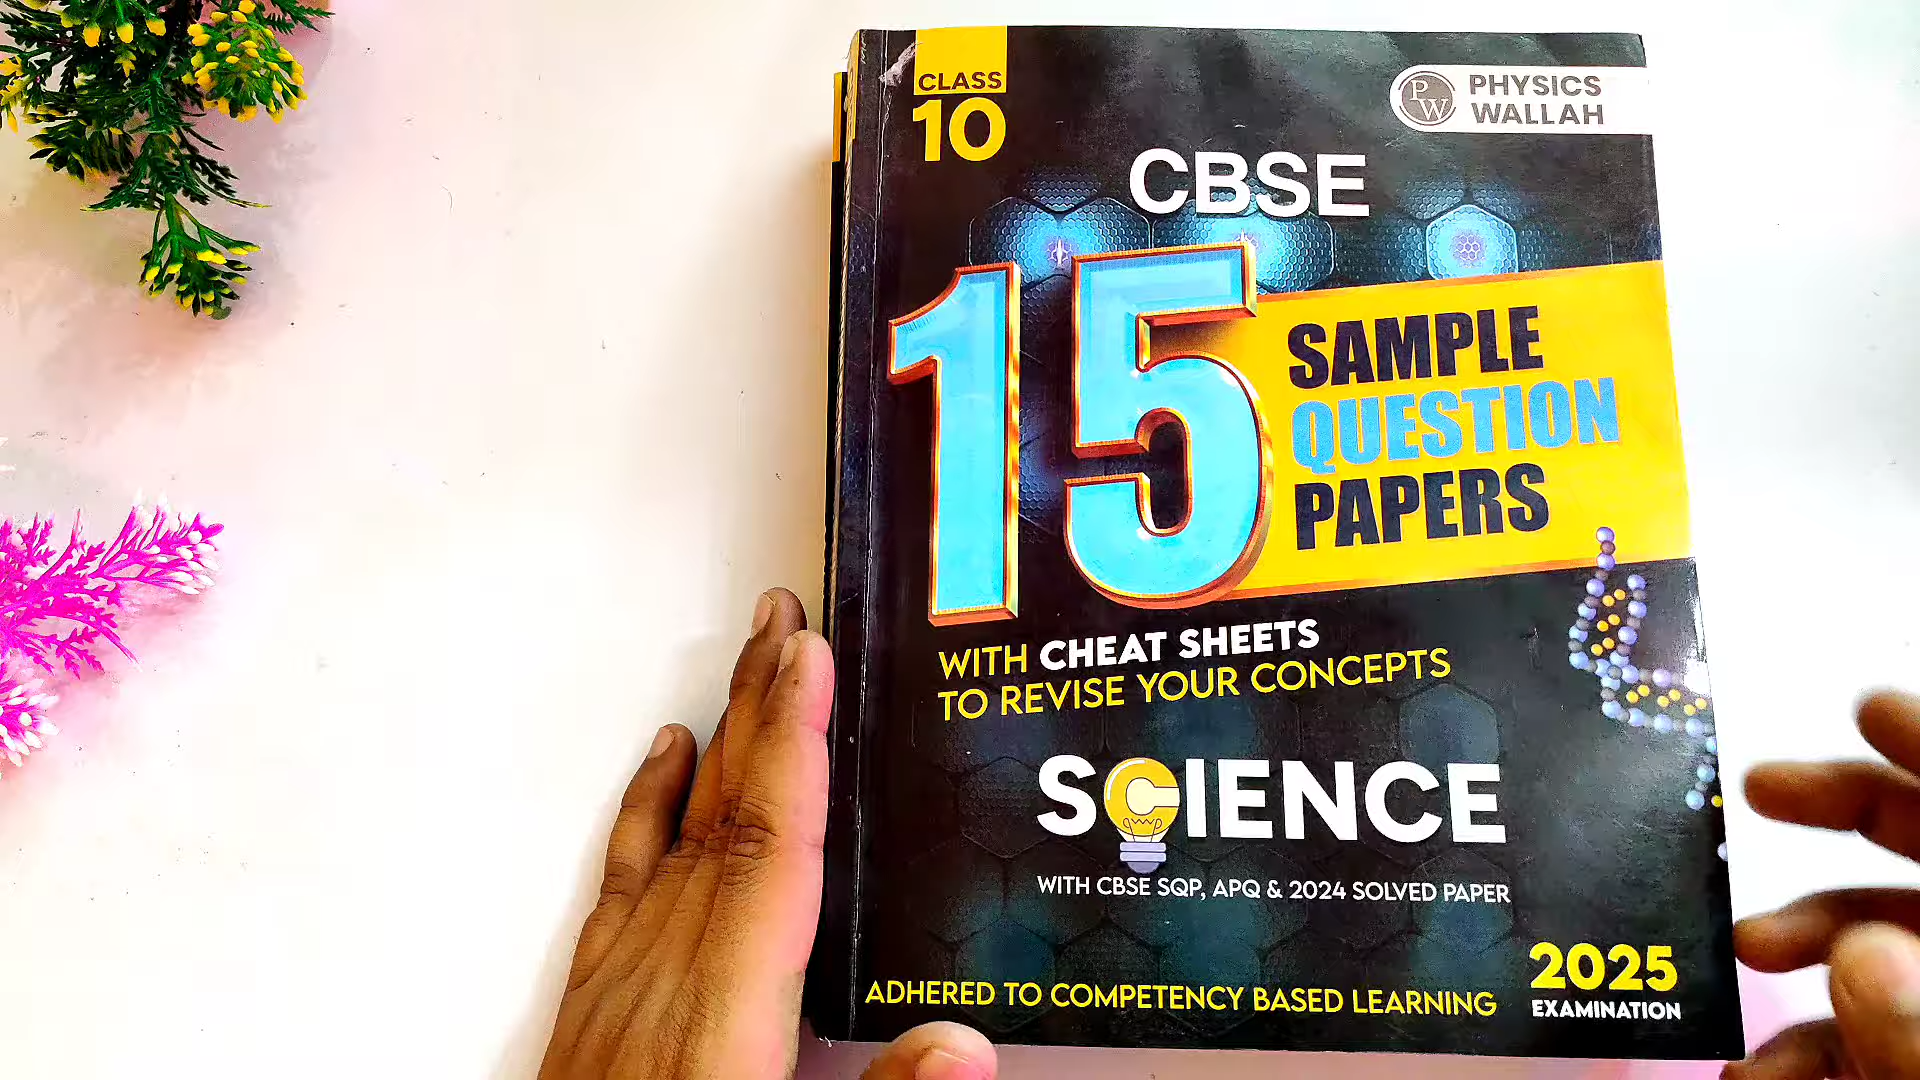 CLASS
10
PW
PHYSICS
WALLAH
CBSE
15
SAMPLE
QUESTION
PAPERS
WITH CHEAT SHEETS
TO REVISE YOUR CONCEPTS
SCIENCE
WITH CBSE SQP, APQ & 2024 SOLVED PAPER
ADHERED TO COMPETENCY BASED LEARNING
2025
EXAMINATION